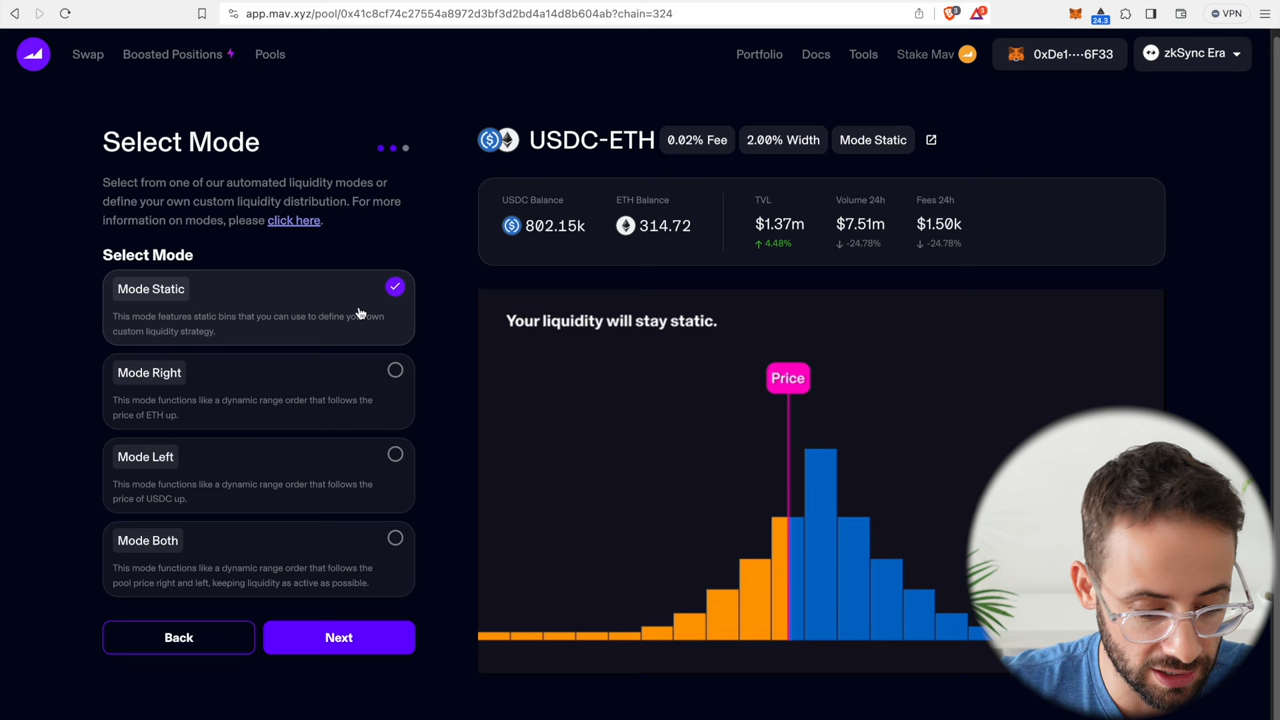 app.mav.xyz/pool/0x41c8cf74c27554a8972d3bf3d2bd4a14d8b604ab?chain=324
3
3
24.3
VPN
Swap
Boosted Positions
Pools
Portfolio
Docs
Tools
Stake Mav
0xDe1····6F33
zkSync Era
Select Mode
Select from one of our automated liquidity modes or
define your own custom liquidity distribution. For more
information on modes, please click here.
Select Mode
Mode Static
This mode features static bins that you can use to define your own
custom liquidity strategy.
Mode Right
This mode functions like a dynamic range order that follows the
price of ETH up.
Mode Left
This mode functions like a dynamic range order that follows the
price of USDC up.
Mode Both
This mode functions like a dynamic range order that follows the
pool price right and left, keeping liquidity as active as possible.
Back
Next
USDC-ETH
0.02% Fee
2.00% Width
Mode Static
USDC Balance
802.15k
ETH Balance
314.72
TVL
$1.37m
↑ 4.48%
Volume 24h
$7.51m
↓ -24.78%
Fees 24h
$1.50k
↓ -24.78%
Your liquidity will stay static.
Price